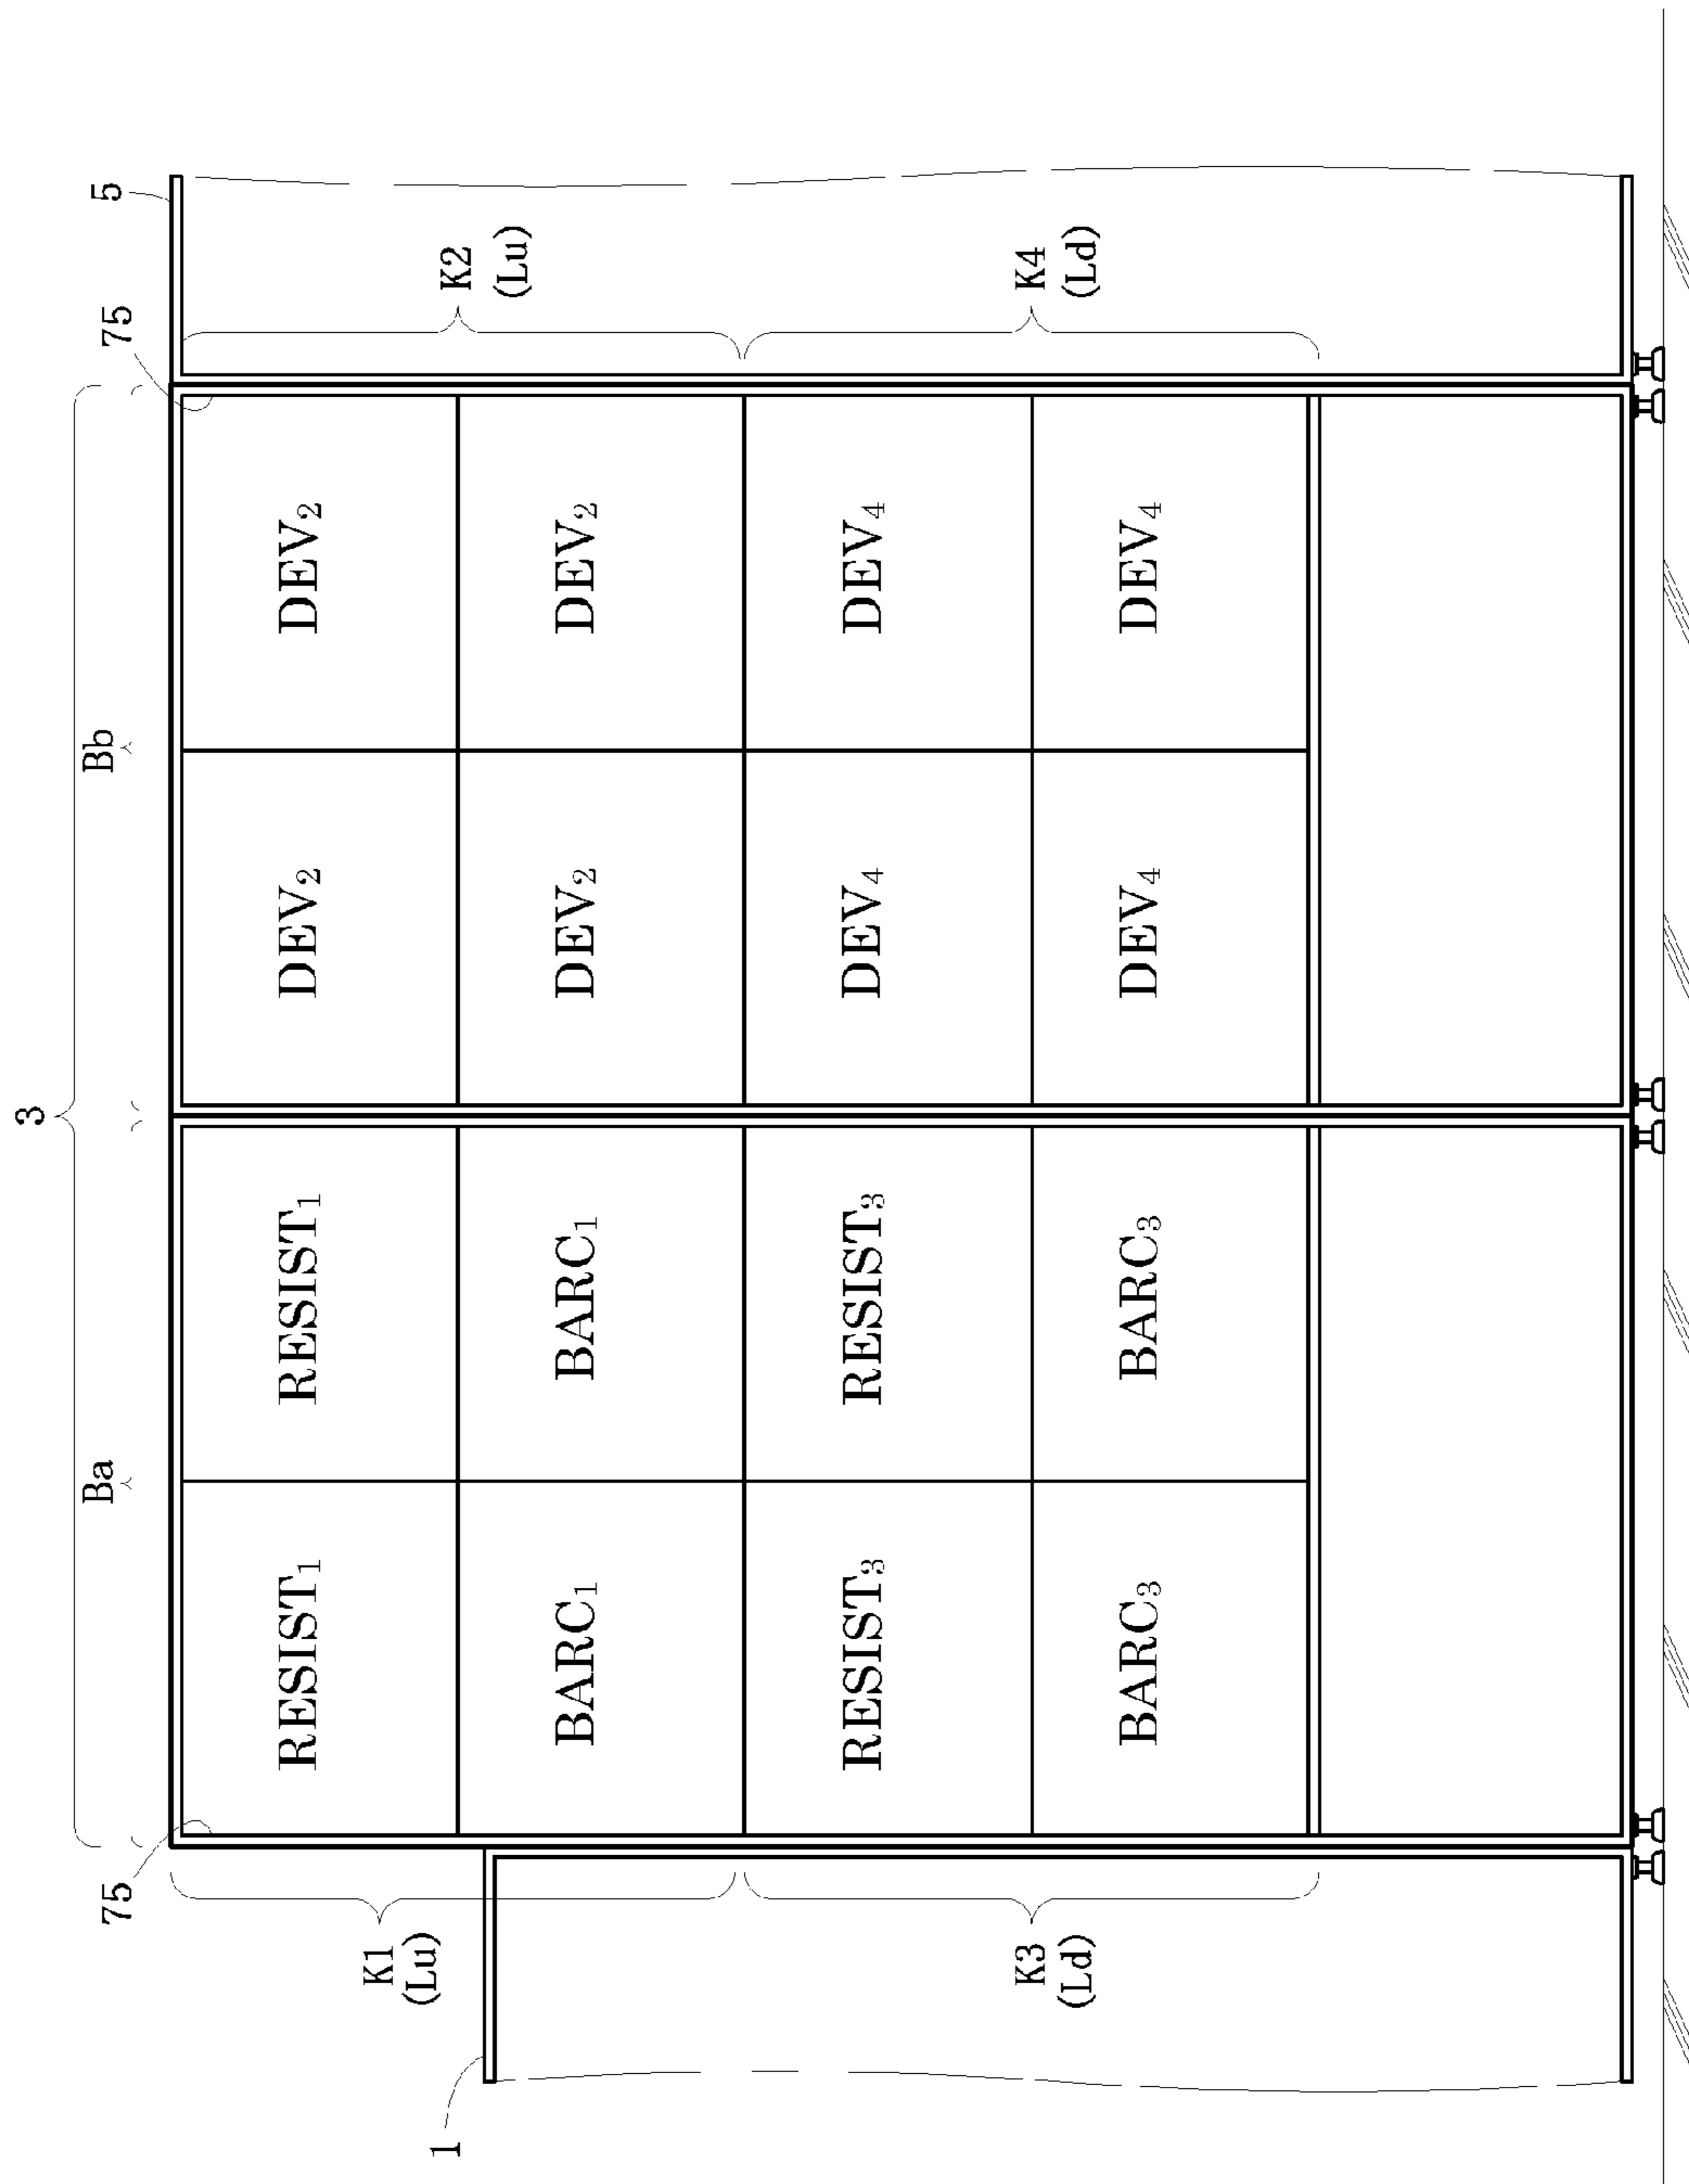 3
75 Ba Bb 75 5
RESIST₁ RESIST₁ DEV₂ DEV₂
K1
(Lu)
1
K2
(Lu)
BARC₁ BARC₁ DEV₂ DEV₂
RESIST₃ RESIST₃ DEV₄ DEV₄
K3
(Ld)
K4
(Ld)
BARC₃ BARC₃ DEV₄ DEV₄